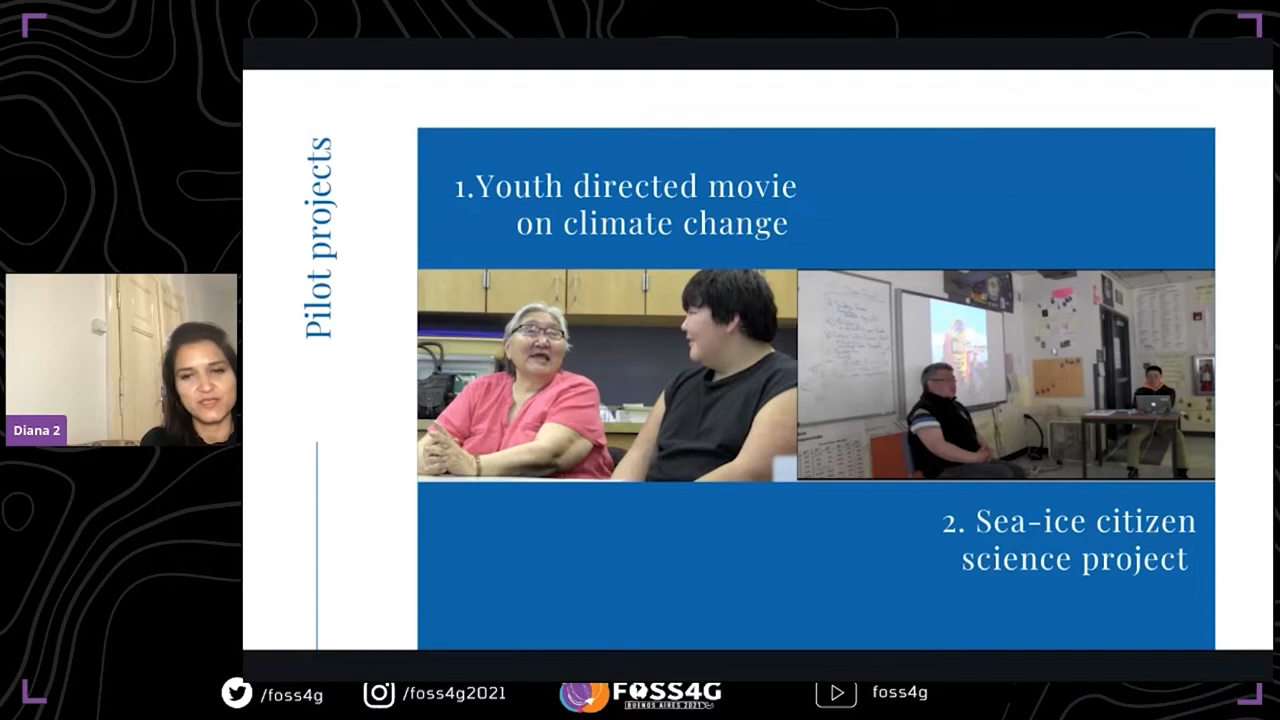 Pilot projects
1.Youth directed movie
on climate change
2. Sea-ice citizen
science project
Diana 2
/foss4g
/foss4g2021
FOSS4G
BUENOS AIRES 2021
foss4g